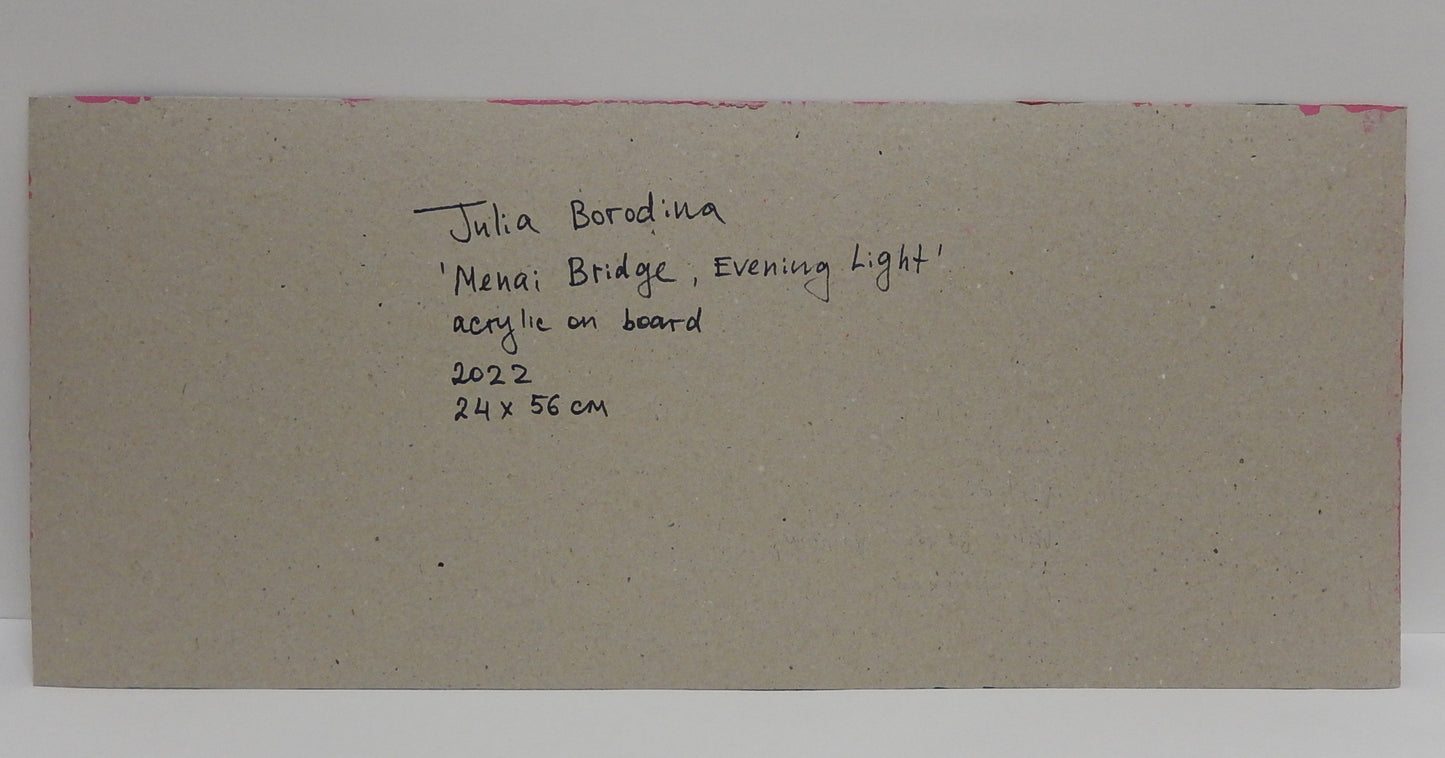 Julia Borodina
'Menai Bridge, Evening Light'
acrylic on board
2022
24 x 56 cm